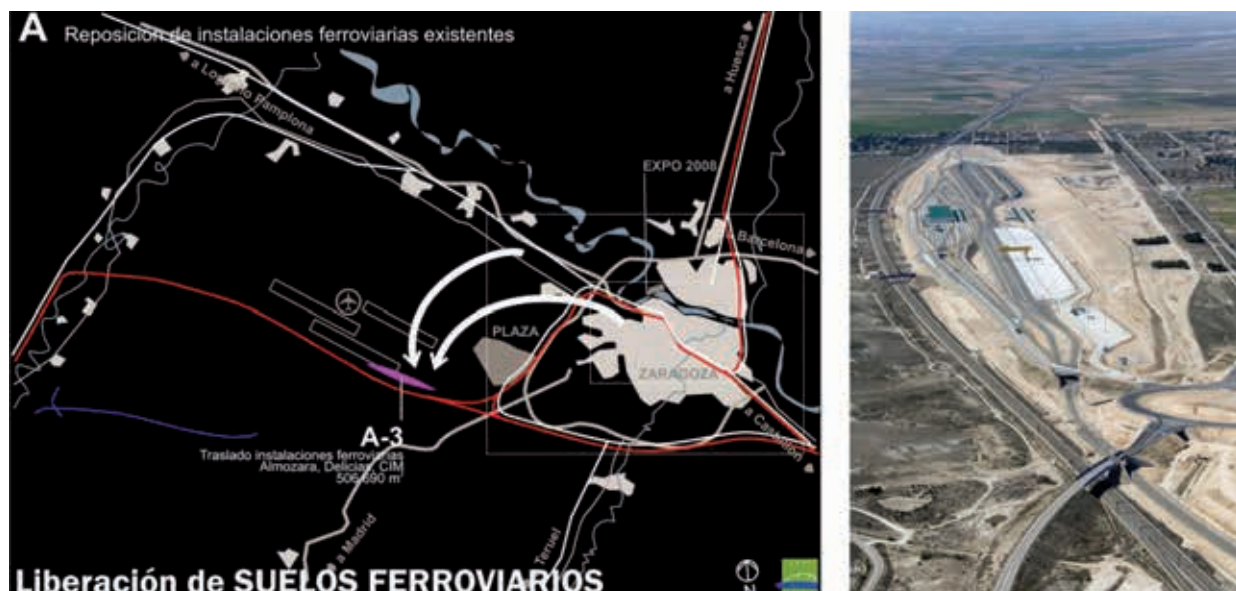 A Reposición de instalaciones ferroviarias existentes
a Logroño Pamplona
a Huesca
EXPO 2008
Barcelona
PLAZA
ZARAGOZA
a Castellón
A-3
Traslado instalaciones ferroviarias
Almozara, Delicias, CIM
506.690 m²
a Madrid
a Teruel
N
Liberación de SUELOS FERROVIARIOS